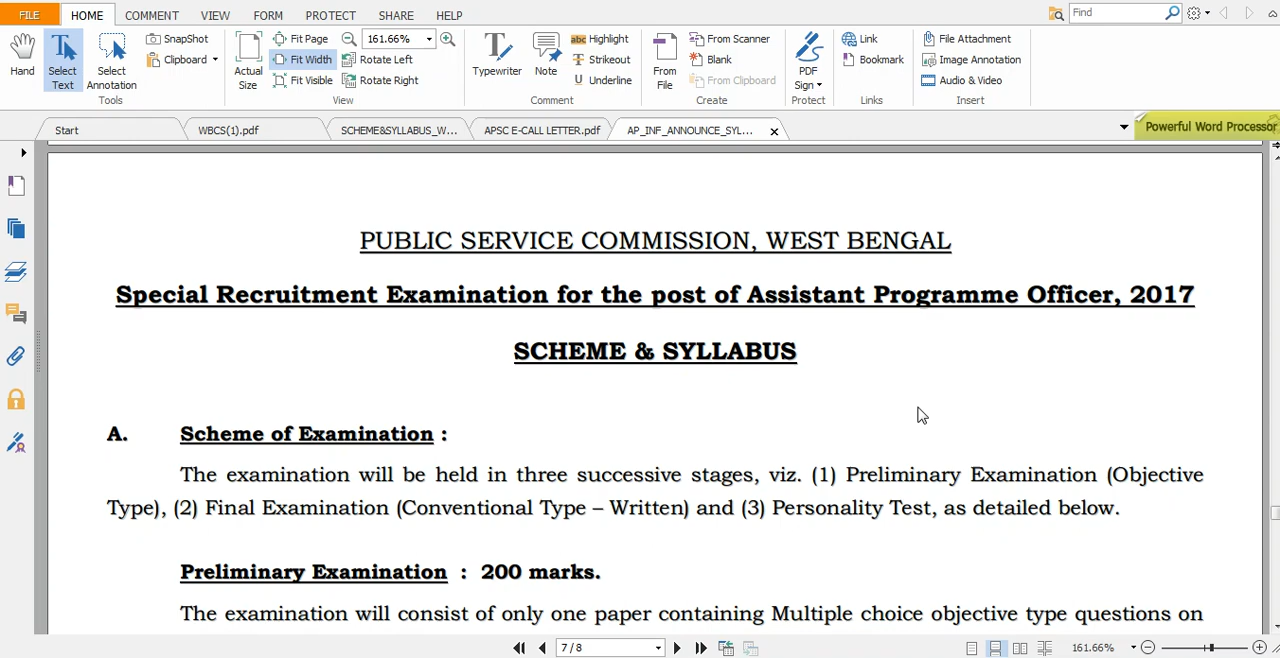 FILE HOME COMMENT VIEW FORM PROTECT SHARE HELP Find
SnapShot Fit Page 161.66% abc Highlight From Scanner Link File Attachment
Hand Select Text Select Annotation Clipboard Actual Size Fit Width Rotate Left Typewriter Note Strikeout From File Blank PDF Sign Bookmark Image Annotation
Fit Visible Rotate Right U Underline From Clipboard Audio & Video
Tools View Comment Create Protect Links Insert
Start WBCS(1).pdf SCHEME&SYLLABUS_W... APSC E-CALL LETTER.pdf AP_INF_ANNOUNCE_SYL... Powerful Word Processor
PUBLIC SERVICE COMMISSION, WEST BENGAL
Special Recruitment Examination for the post of Assistant Programme Officer, 2017
SCHEME & SYLLABUS
A. Scheme of Examination :
The examination will be held in three successive stages, viz. (1) Preliminary Examination (Objective
Type), (2) Final Examination (Conventional Type – Written) and (3) Personality Test, as detailed below.
Preliminary Examination : 200 marks.
The examination will consist of only one paper containing Multiple choice objective type questions on
7 / 8 161.66%